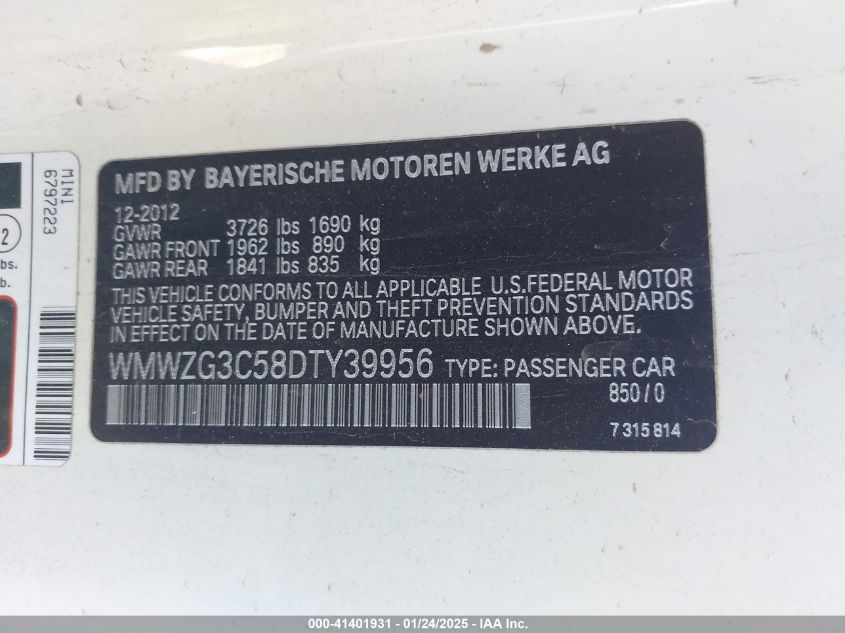 MINI
6797223
2
lbs.
b.
MFD BY BAYERISCHE MOTOREN WERKE AG
12-2012
GVWR 3726 lbs 1690 kg
GAWR FRONT 1962 lbs 890 kg
GAWR REAR 1841 lbs 835 kg
THIS VEHICLE CONFORMS TO ALL APPLICABLE U.S.FEDERAL MOTOR
VEHICLE SAFETY, BUMPER AND THEFT PREVENTION STANDARDS
IN EFFECT ON THE DATE OF MANUFACTURE SHOWN ABOVE.
WMWZG3C58DTY39956 TYPE: PASSENGER CAR
850/0
7 315 814
000-41401931 - 01/24/2025 - IAA Inc.